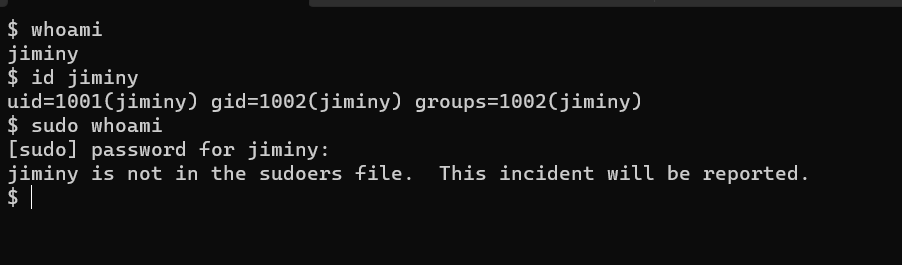 $ whoami
jiminy
$ id jiminy
uid=1001(jiminy) gid=1002(jiminy) groups=1002(jiminy)
$ sudo whoami
[sudo] password for jiminy:
jiminy is not in the sudoers file.  This incident will be reported.
$